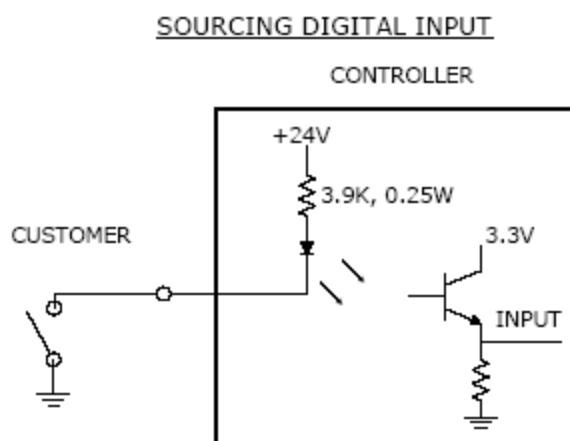 SOURCING DIGITAL INPUT
CONTROLLER
+24V
3.9K, 0.25W
CUSTOMER
3.3V
INPUT